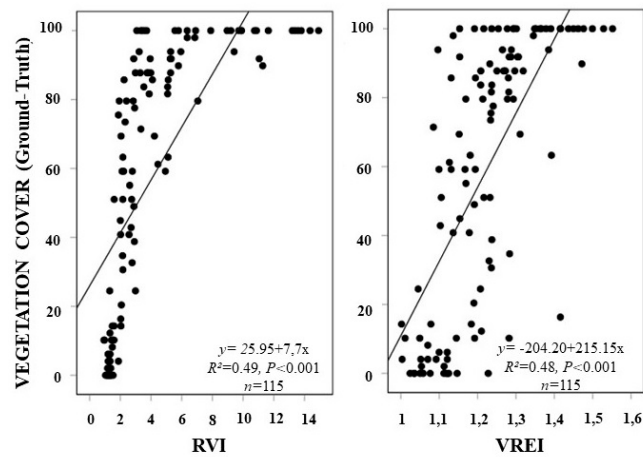 VEGETATION COVER (Ground-Truth)
100
80
60
40
20
0
y= 25.95+7,7x
R²=0.49, P<0.001
n=115
0 2 4 6 8 10 12 14
RVI
100
80
60
40
20
0
y= -204.20+215.15x
R²=0.48, P<0.001
n=115
1 1,1 1,2 1,3 1,4 1,5 1,6
VREI